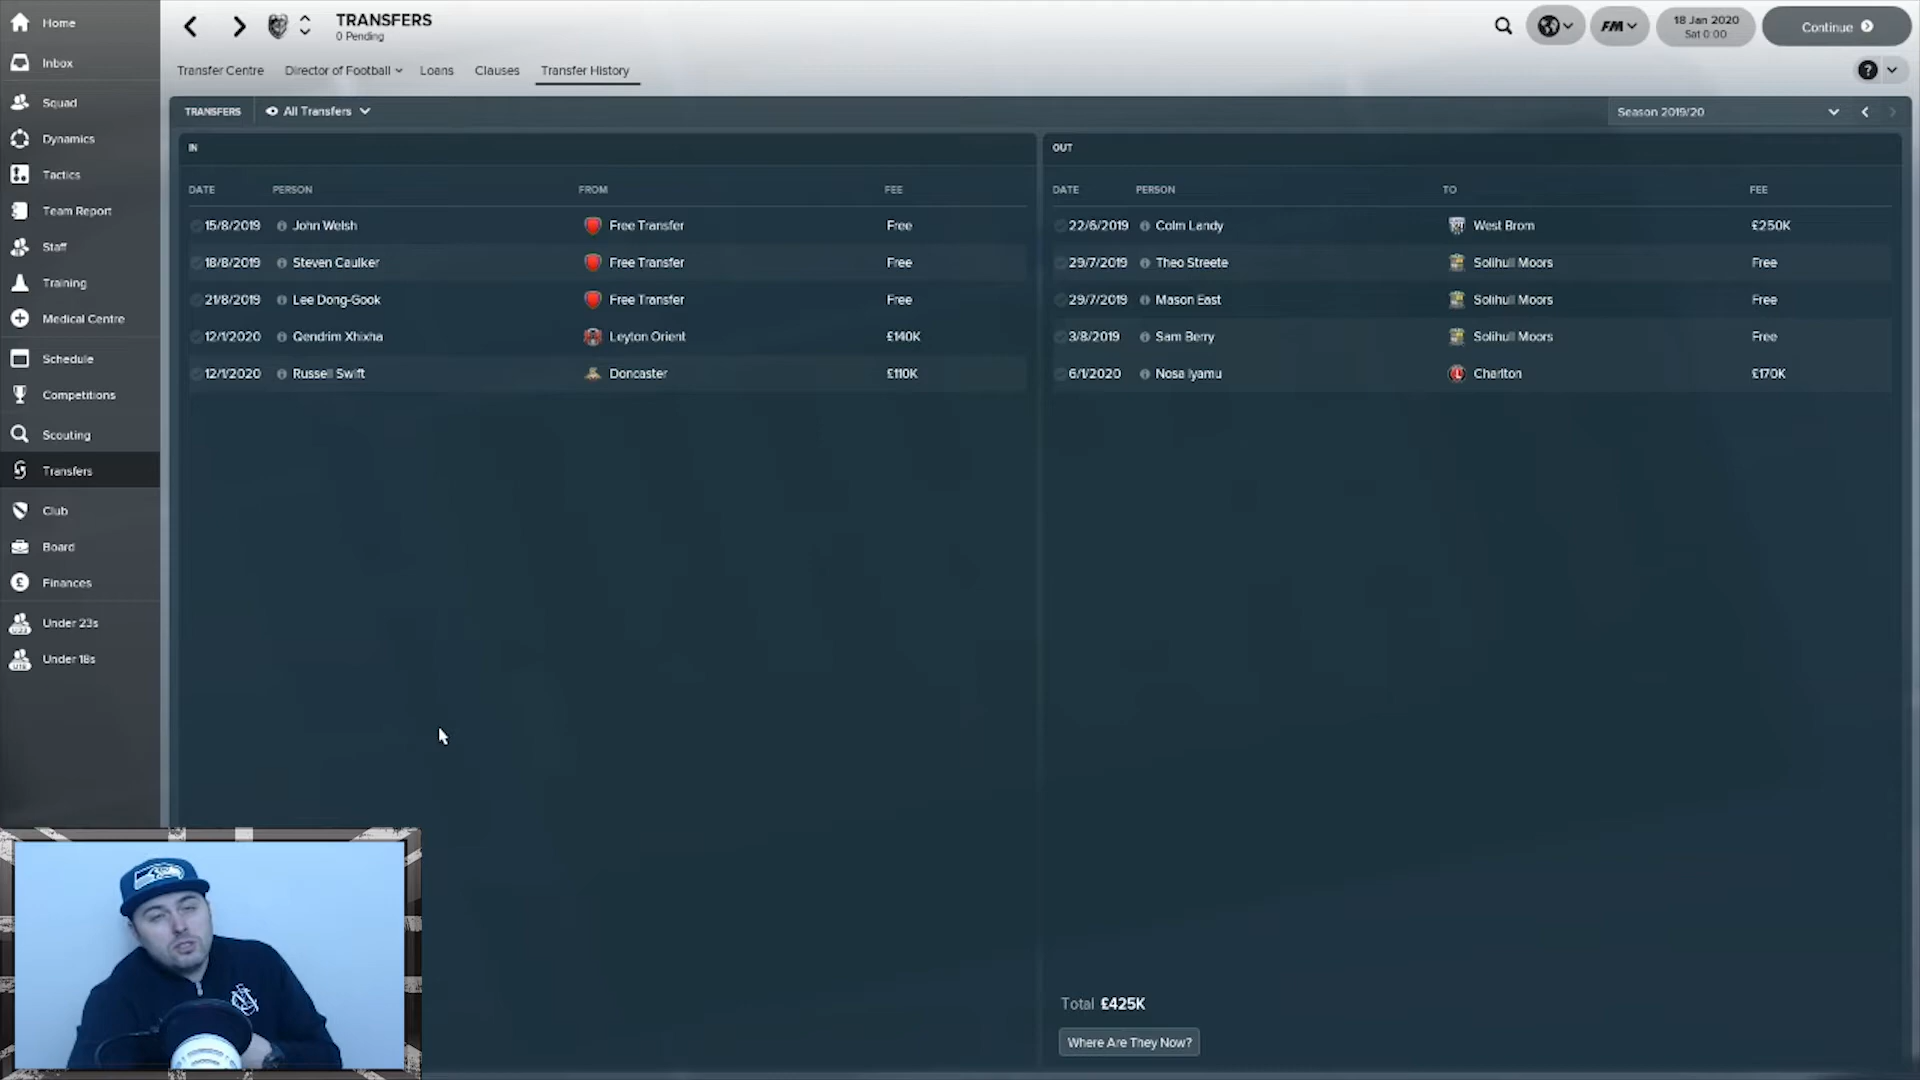 Home
Inbox
Squad
Dynamics
Tactics
Team Report
Staff
Training
Medical Centre
Schedule
Competitions
Scouting
Transfers
Club
Board
Finances
Under 23s
Under 18s
TRANSFERS
0 Pending
FM
18 Jan 2020
Sat 0:00
Continue
Transfer Centre Director of Football Loans Clauses Transfer History
TRANSFERS All Transfers Season 2019/20
IN
DATE PERSON FROM FEE
15/8/2019 John Welsh Free Transfer Free
18/8/2019 Steven Caulker Free Transfer Free
21/8/2019 Lee Dong-Gook Free Transfer Free
12/1/2020 Qendrim Xhixha Leyton Orient £140K
12/1/2020 Russell Swift Doncaster £110K
OUT
DATE PERSON TO FEE
22/6/2019 Colm Landy West Brom £250K
29/7/2019 Theo Streete Solihull Moors Free
29/7/2019 Mason East Solihull Moors Free
3/8/2019 Sam Berry Solihull Moors Free
6/1/2020 Nosa Iyamu Charlton £170K
Total £425K
Where Are They Now?